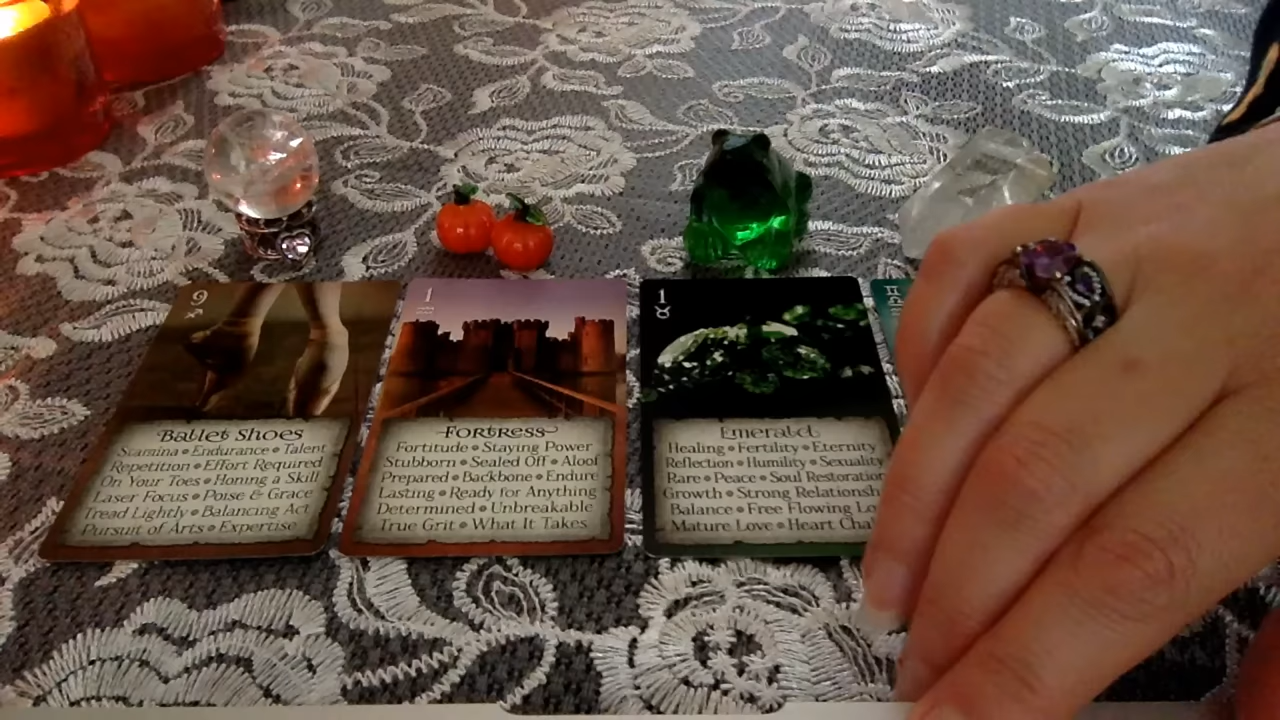 9
Ballet Shoes
Stamina • Endurance • Talent
Repetition • Effort Required
On Your Toes • Honing a Skill
Laser Focus • Poise & Grace
Tread Lightly • Balancing Act
Pursuit of Arts • Expertise
1
Fortress
Fortitude • Staying Power
Stubborn • Sealed Off • Aloof
Prepared • Backbone • Endure
Lasting • Ready for Anything
Determined • Unbreakable
True Grit • What It Takes
1
Emerald
Healing • Fertility • Eternity
Reflection • Humility • Sexuality
Rare • Peace • Soul Restoration
Growth • Strong Relationsh
Balance • Free Flowing Lo
Mature Love • Heart Cha